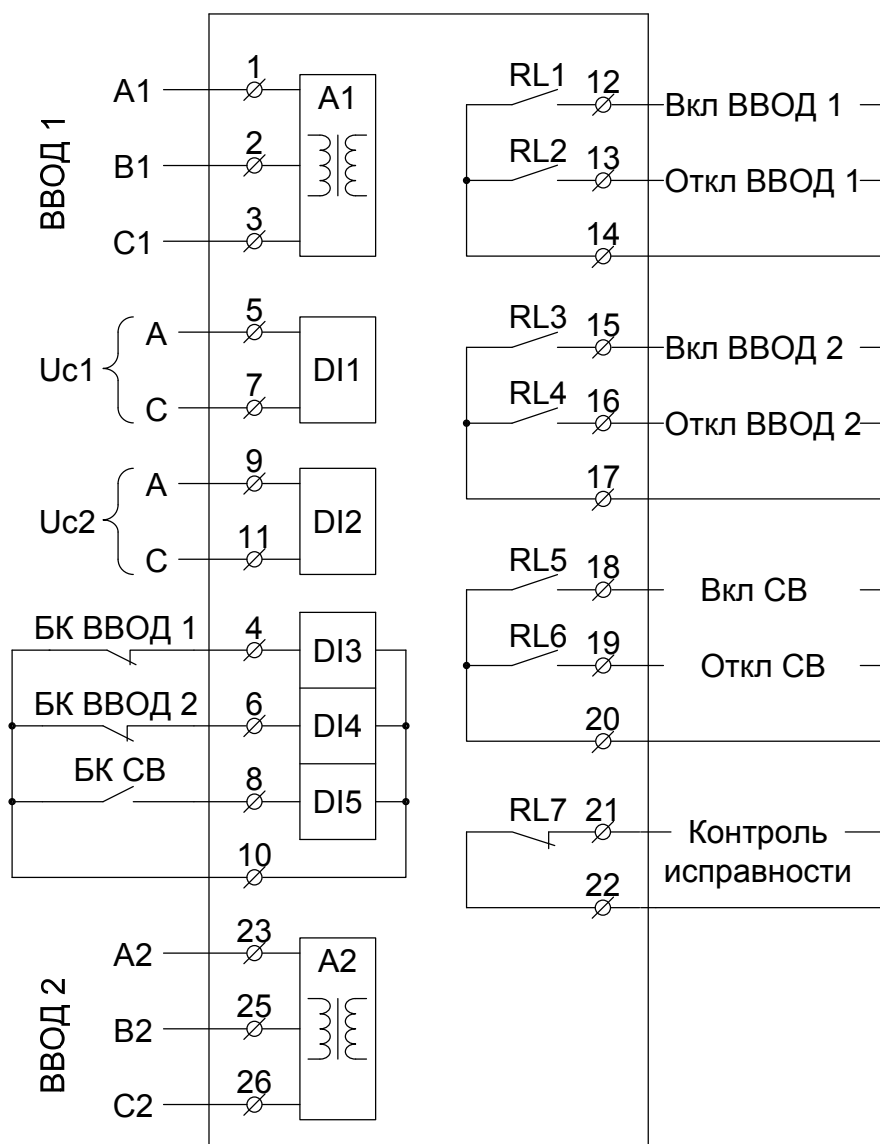 ВВОД 1
A1
1
A1
B1
2
C1
3
Uc1
A
5
DI1
C
7
Uc2
A
9
DI2
C
11
БК ВВОД 1
4
DI3
БК ВВОД 2
6
DI4
БК СВ
8
DI5
10
ВВОД 2
A2
23
A2
B2
25
C2
26
RL1
12
Вкл ВВОД 1
RL2
13
Откл ВВОД 1
14
RL3
15
Вкл ВВОД 2
RL4
16
Откл ВВОД 2
17
RL5
18
Вкл СВ
RL6
19
Откл СВ
20
RL7
21
Контроль
исправности
22